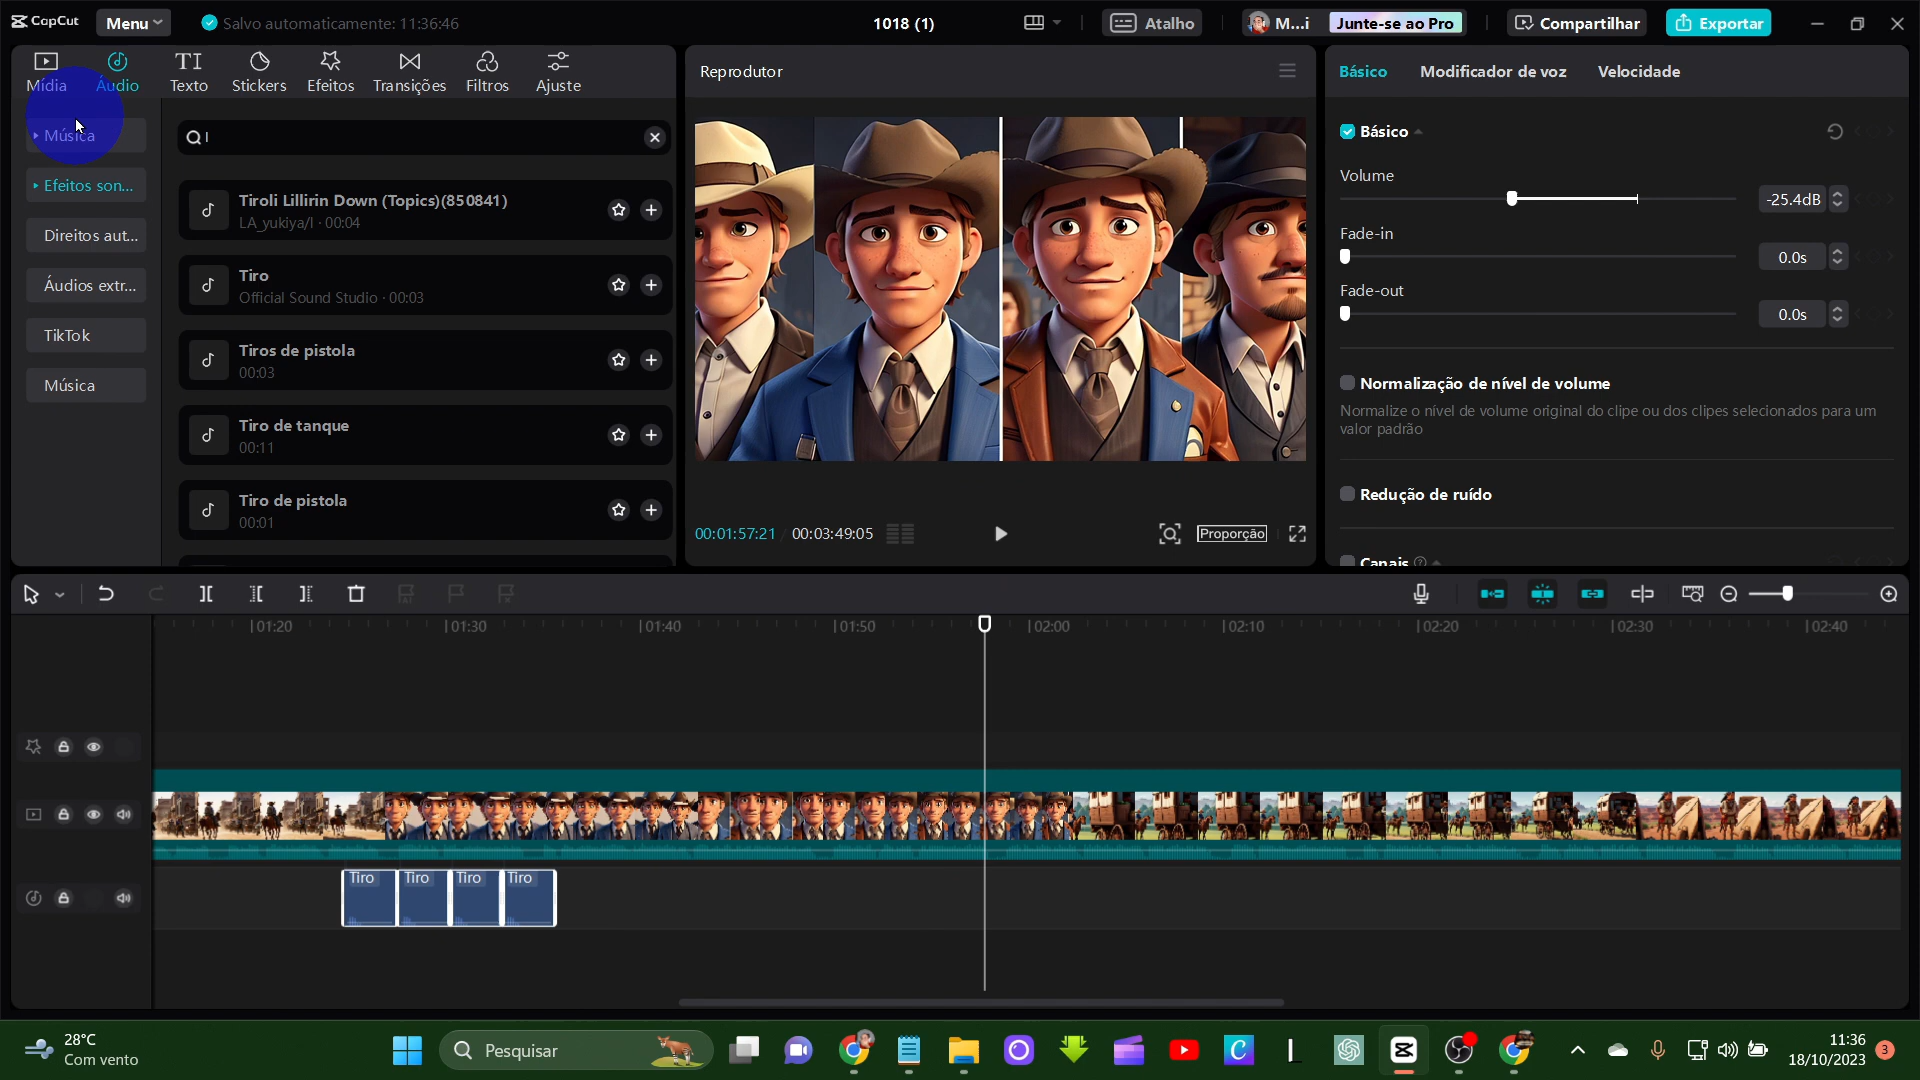 CapCut
Menu
Salvo automaticamente: 11:36:46
1018 (1)
Atalho
M...i
Junte-se ao Pro
Compartilhar
Exportar
Mídia
Áudio
Texto
Stickers
Efeitos
Transições
Filtros
Ajuste
Música
Efeitos son...
Direitos aut...
Áudios extr...
TikTok
Música
Tiroli Lillirin Down (Topics)(850841)
LA_yukiya/l · 00:04
Tiro
Official Sound Studio · 00:03
Tiros de pistola
00:03
Tiro de tanque
00:11
Tiro de pistola
00:01
Reprodutor
00:01:57:21 / 00:03:49:05
Proporção
Básico
Modificador de voz
Velocidade
Básico
Volume
-25.4dB
Fade-in
0.0s
Fade-out
0.0s
Normalização de nível de volume
Normalize o nível de volume original do clipe ou dos clipes selecionados para um
valor padrão
Redução de ruído
Canais
01:20
01:30
01:40
01:50
02:00
02:10
02:20
02:30
02:40
Tiro
Tiro
Tiro
Tiro
28°C
Com vento
Pesquisar
11:36
18/10/2023
3